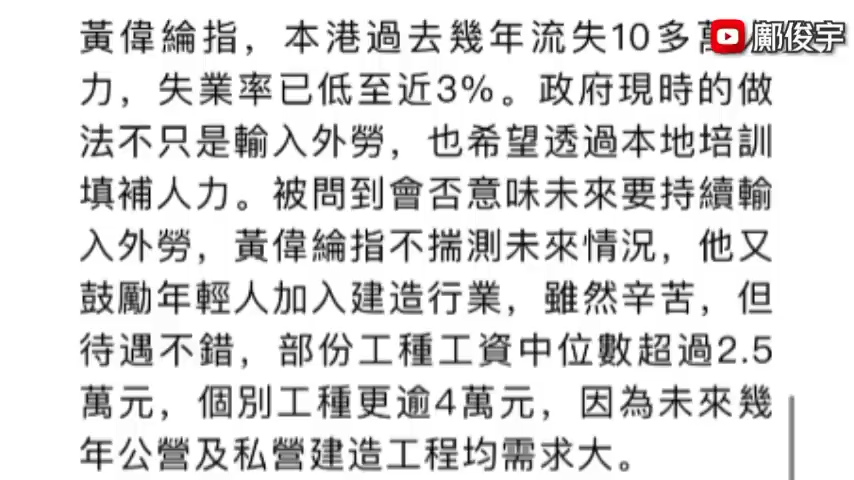 鄺俊宇
黃偉綸指，本港過去幾年流失10多萬
力，失業率已低至近3%。政府現時的做
法不只是輸入外勞，也希望透過本地培訓
填補人力。被問到會否意味未來要持續輸
入外勞，黃偉綸指不揣測未來情況，他又
鼓勵年輕人加入建造行業，雖然辛苦，但
待遇不錯，部份工種工資中位數超過2.5
萬元，個別工種更逾4萬元，因為未來幾
年公營及私營建造工程均需求大。